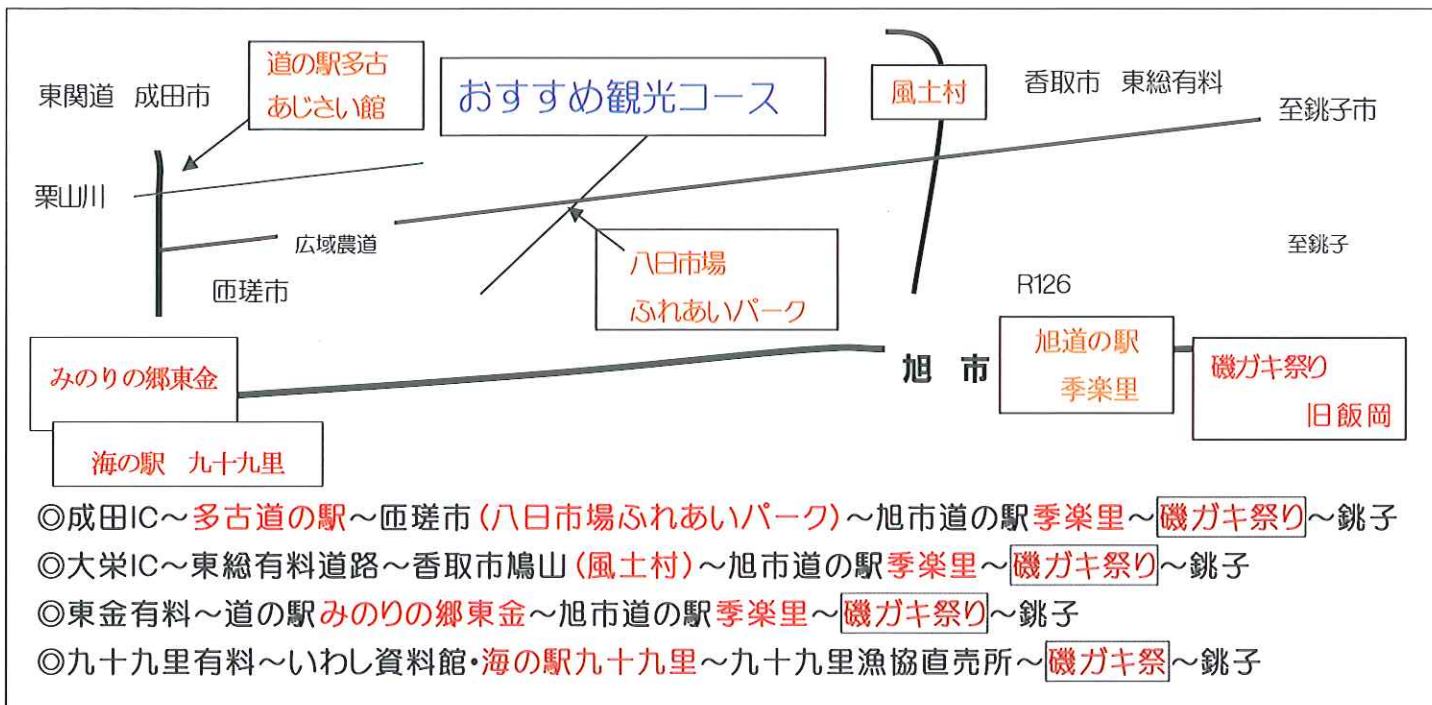 道の駅多古
あじさい館
おすすめ観光コース
東関道 成田市
風土村
香取市 東総有料
至銚子市
栗山川
広域農道
匝瑳市
八日市場
ふれあいパーク
至銚子
R126
みのりの郷東金
旭 市
旭道の駅
季楽里
磯ガキ祭り
旧飯岡
海の駅 九十九里
◎成田IC～多古道の駅～匝瑳市(八日市場ふれあいパーク)～旭市道の駅季楽里～磯ガキ祭り～銚子
◎大栄IC～東総有料道路～香取市鳩山(風土村)～旭市道の駅季楽里～磯ガキ祭り～銚子
◎東金有料～道の駅みのりの郷東金～旭市道の駅季楽里～磯ガキ祭り～銚子
◎九十九里有料～いわし資料館・海の駅九十九里～九十九里漁協直売所～磯ガキ祭～銚子